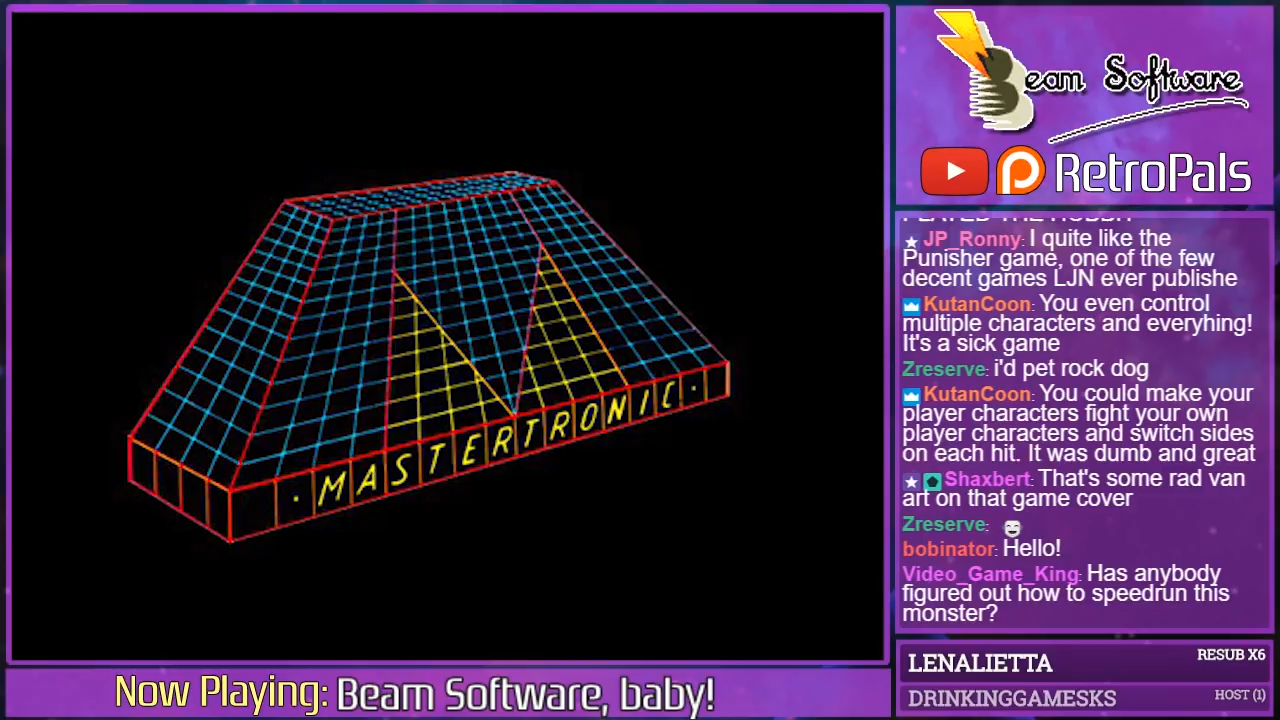 · MASTERTRONIC ·
Now Playing: Beam Software, baby!
Beam Software
RetroPals
JP_Ronny: I quite like the
Punisher game, one of the few
decent games LJN ever publishe
KutanCoon: You even control
multiple characters and everyhing!
It's a sick game
Zreserve: i'd pet rock dog
KutanCoon: You could make your
player characters fight your own
player characters and switch sides
on each hit. It was dumb and great
Shaxbert: That's some rad van
art on that game cover
Zreserve:
bobinator: Hello!
Video_Game_King: Has anybody
figured out how to speedrun this
monster?
LENALIETTA RESUB X6
DRINKINGGAMESKS HOST (1)